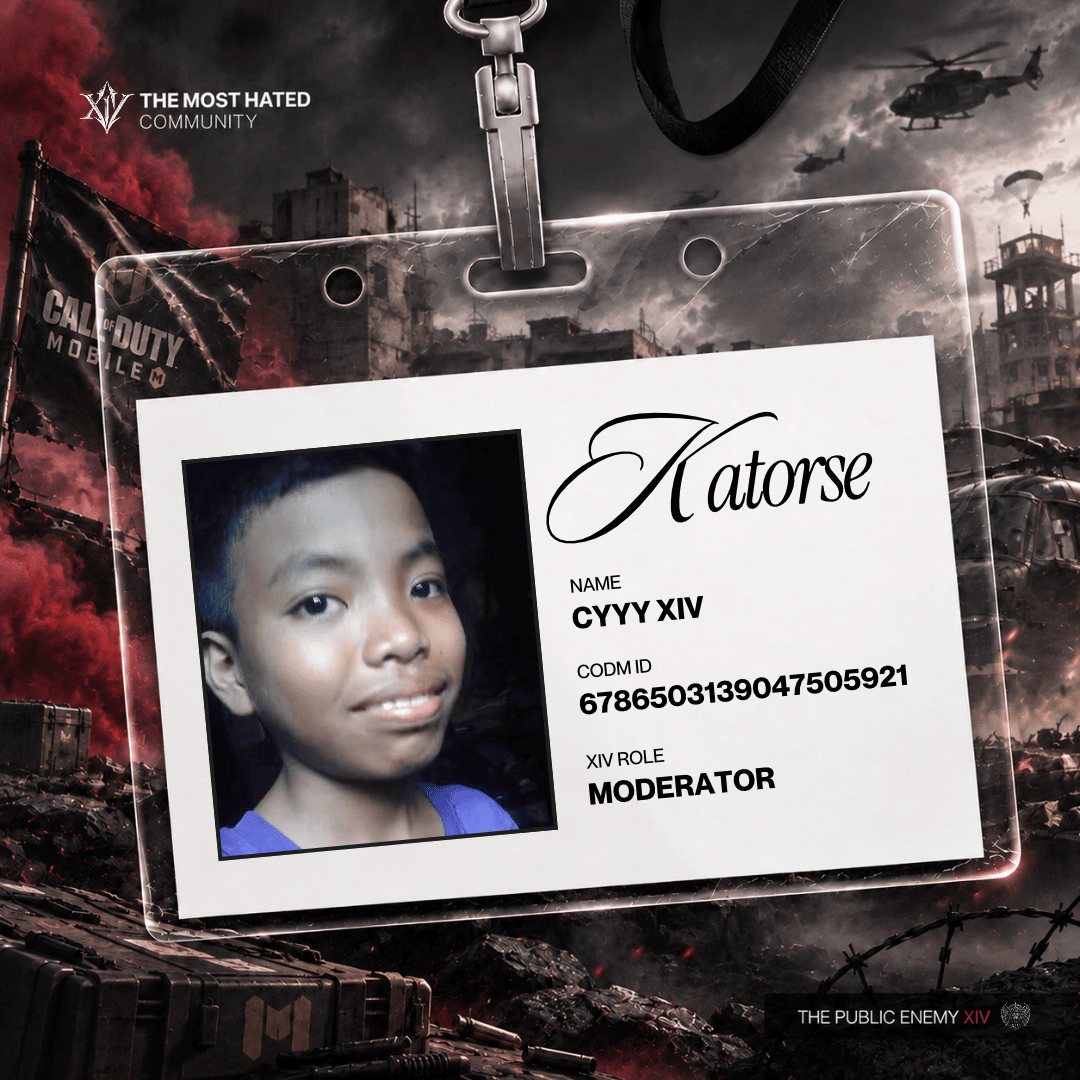 XIV THE MOST HATED
COMMUNITY
CALL OF DUTY
MOBILE
Katorse
NAME
CYYY XIV
CODM ID
6786503139047505921
XIV ROLE
MODERATOR
THE PUBLIC ENEMY XIV